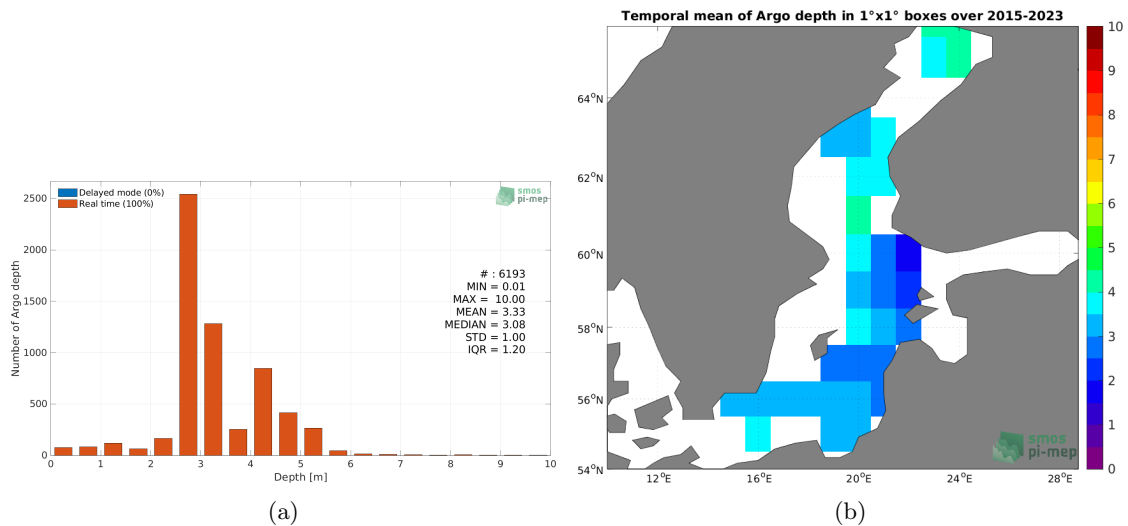 Temporal mean of Argo depth in 1°x1° boxes over 2015-2023
Delayed mode (0%)
Real time (100%)
smos
pi-mep
# : 6193
MIN = 0.01
MAX = 10.00
MEAN = 3.33
MEDIAN = 3.08
STD = 1.00
IQR = 1.20
Number of Argo depth
2500
2000
1500
1000
500
0
0 1 2 3 4 5 6 7 8 9 10
Depth [m]
(a)
64°N
62°N
60°N
58°N
56°N
54°N
12°E 16°E 20°E 24°E 28°E
smos
pi-mep
10
9
8
7
6
5
4
3
2
1
0
(b)